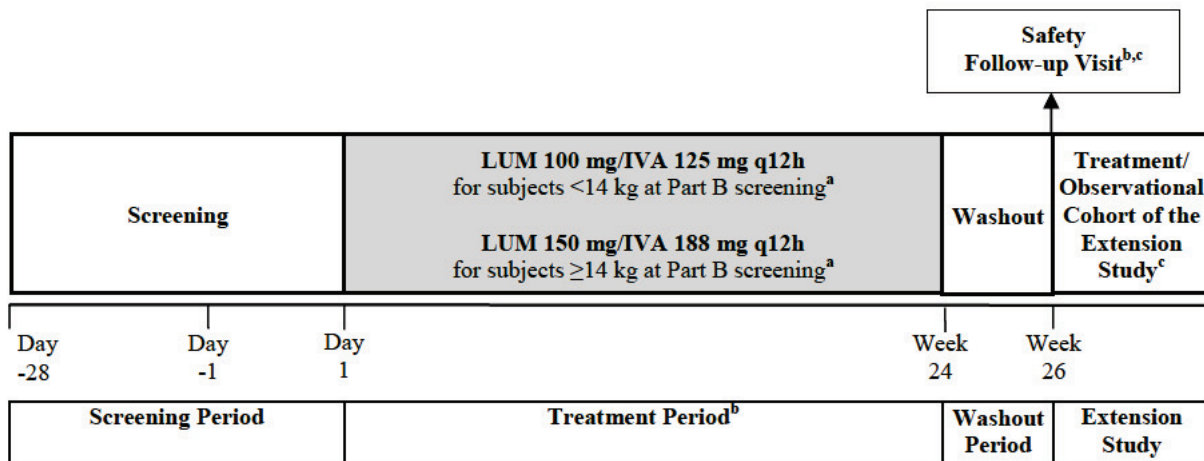 Safety
Follow-up Visitb,c
Screening
LUM 100 mg/IVA 125 mg q12h
for subjects <14 kg at Part B screeninga
LUM 150 mg/IVA 188 mg q12h
for subjects ≥14 kg at Part B screeninga
Washout
Treatment/
Observational
Cohort of the
Extension
Studyc
Day
-28
Day
-1
Day
1
Week
24
Week
26
Screening Period
Treatment Periodb
Washout
Period
Extension
Study